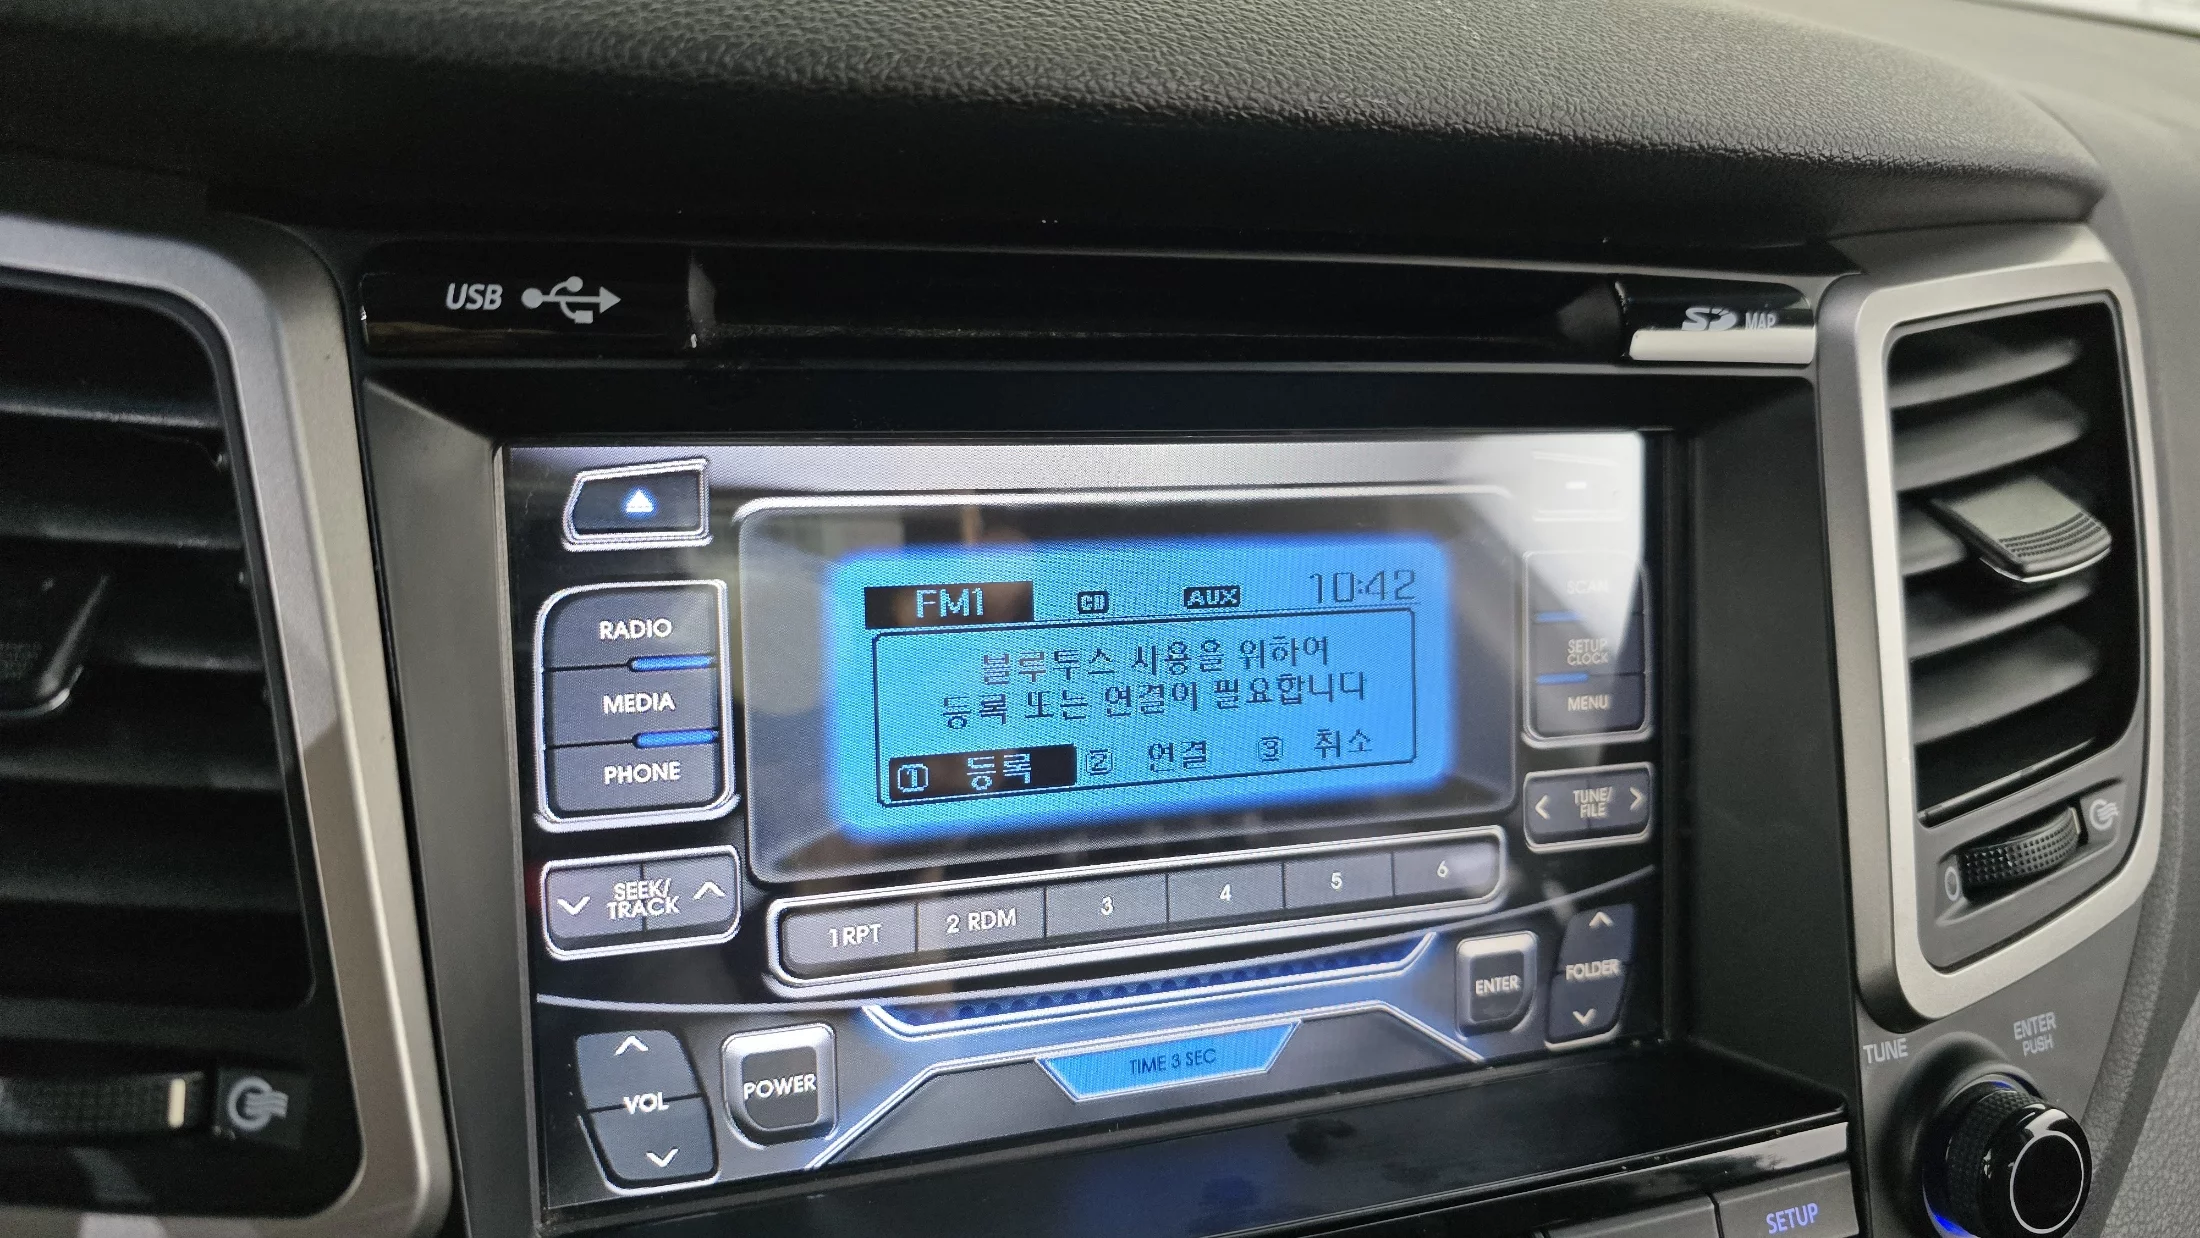 USB
SD MAP
FM1 CD AUX 10:42
블루투스 사용을 위하여
등록 또는 연결이 필요합니다
1 등록 2 연결 3 취소
RADIO
MEDIA
PHONE
SCAN
SETUP
CLOCK
MENU
TUNE/
FILE
SEEK/
TRACK
1 RPT 2 RDM 3 4 5 6
ENTER
FOLDER
VOL
POWER
TIME 3 SEC
TUNE
ENTER
PUSH
SETUP